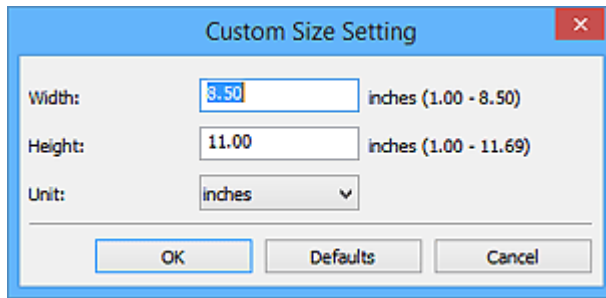 Custom Size Setting
Width: 8.50 inches (1.00 - 8.50)
Height: 11.00 inches (1.00 - 11.69)
Unit: inches
OK Defaults Cancel